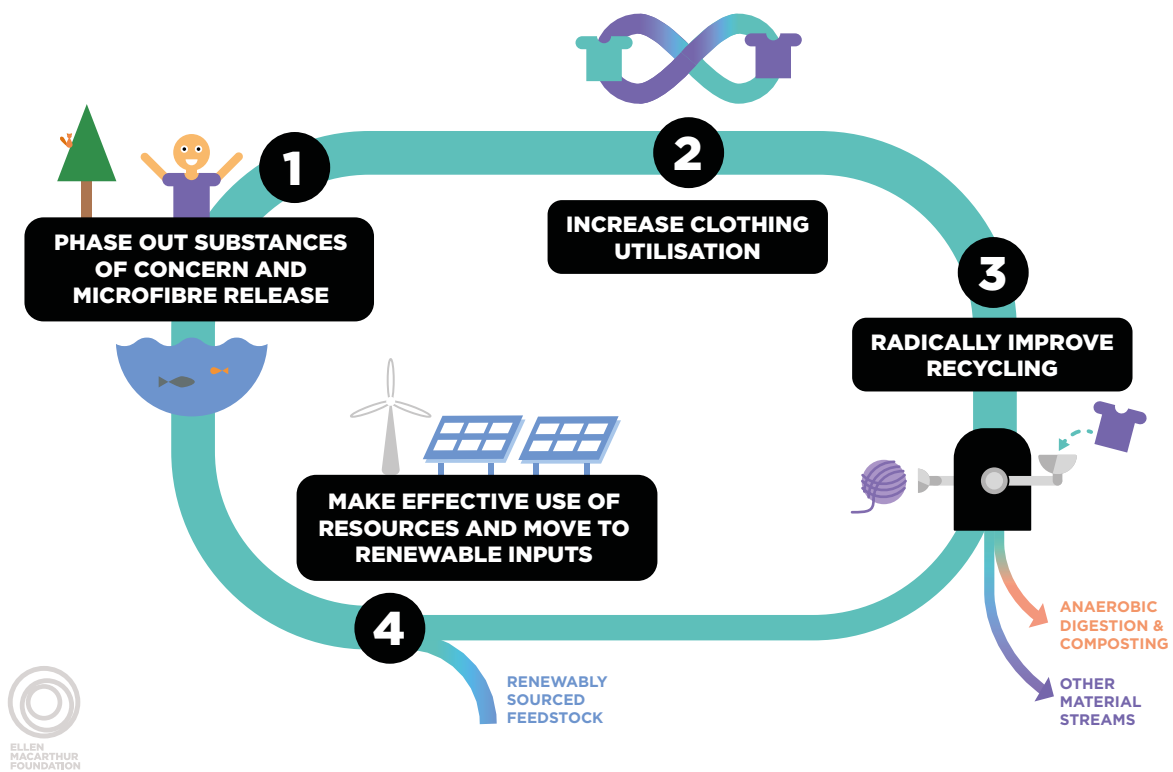 1
PHASE OUT SUBSTANCES
OF CONCERN AND
MICROFIBRE RELEASE
2
INCREASE CLOTHING
UTILISATION
3
RADICALLY IMPROVE
RECYCLING
MAKE EFFECTIVE USE OF
RESOURCES AND MOVE TO
RENEWABLE INPUTS
4
RENEWABLY
SOURCED
FEEDSTOCK
ANAEROBIC
DIGESTION &
COMPOSTING
OTHER
MATERIAL
STREAMS
ELLEN
MACARTHUR
FOUNDATION